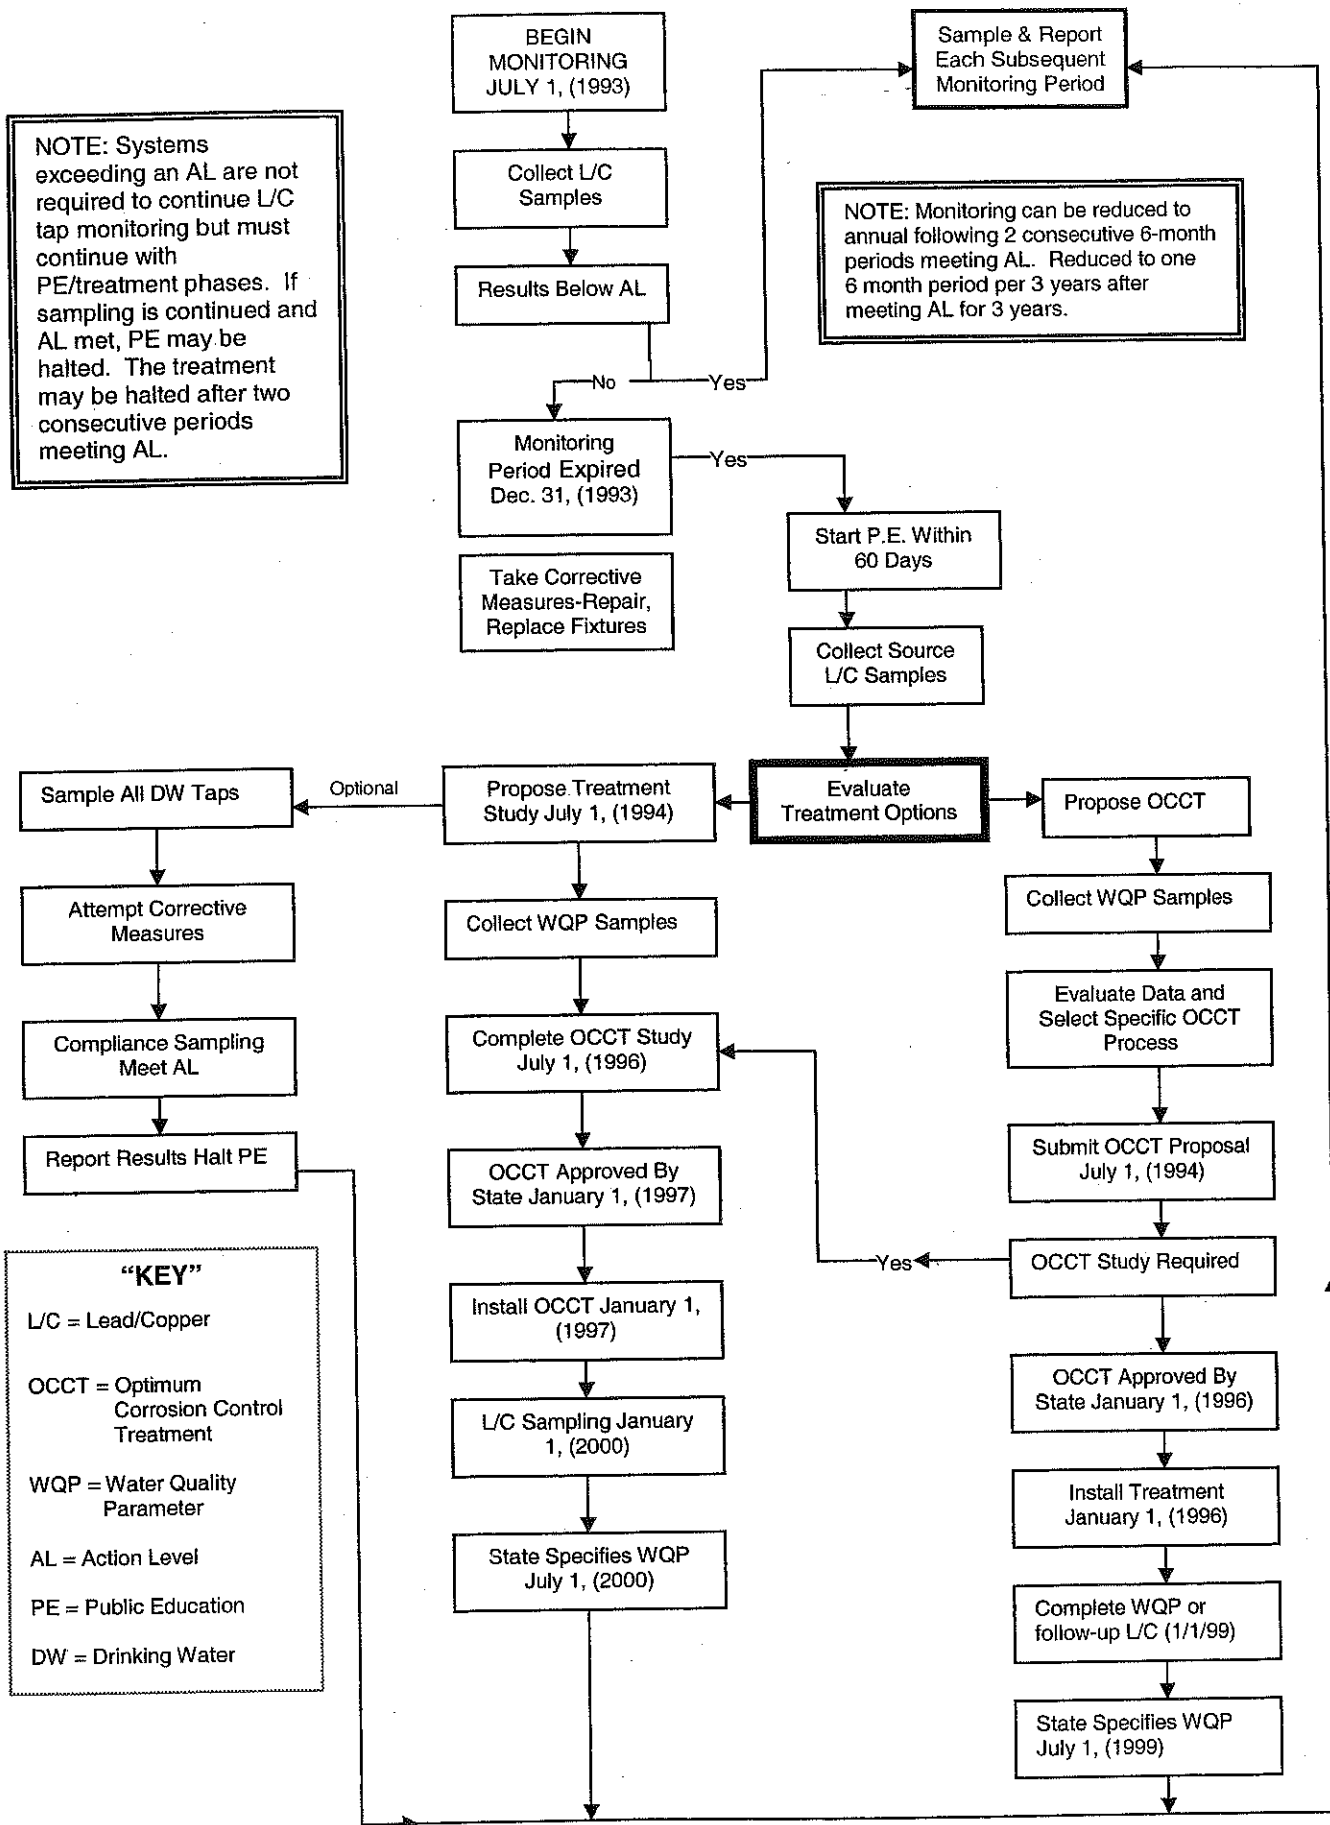 BEGIN
MONITORING
JULY 1, (1993)
Sample & Report
Each Subsequent
Monitoring Period
NOTE: Systems
exceeding an AL are not
required to continue L/C
tap monitoring but must
continue with
PE/treatment phases. If
sampling is continued and
AL met, PE may be
halted. The treatment
may be halted after two
consecutive periods
meeting AL.
Collect L/C
Samples
NOTE: Monitoring can be reduced to
annual following 2 consecutive 6-month
periods meeting AL. Reduced to one
6 month period per 3 years after
meeting AL for 3 years.
Results Below AL
No
Yes
Monitoring
Period Expired
Dec. 31, (1993)
Yes
Start P.E. Within
60 Days
Take Corrective
Measures-Repair,
Replace Fixtures
Collect Source
L/C Samples
Sample All DW Taps
Optional
Propose Treatment
Study July 1, (1994)
Evaluate
Treatment Options
Propose OCCT
Attempt Corrective
Measures
Collect WQP Samples
Collect WQP Samples
Compliance Sampling
Meet AL
Complete OCCT Study
July 1, (1996)
Evaluate Data and
Select Specific OCCT
Process
Report Results Halt PE
OCCT Approved By
State January 1, (1997)
Submit OCCT Proposal
July 1, (1994)
Yes
OCCT Study Required
"KEY"
L/C = Lead/Copper
OCCT = Optimum
Corrosion Control
Treatment
WQP = Water Quality
Parameter
AL = Action Level
PE = Public Education
DW = Drinking Water
Install OCCT January 1,
(1997)
OCCT Approved By
State January 1, (1996)
L/C Sampling January
1, (2000)
Install Treatment
January 1, (1996)
State Specifies WQP
July 1, (2000)
Complete WQP or
follow-up L/C (1/1/99)
State Specifies WQP
July 1, (1999)